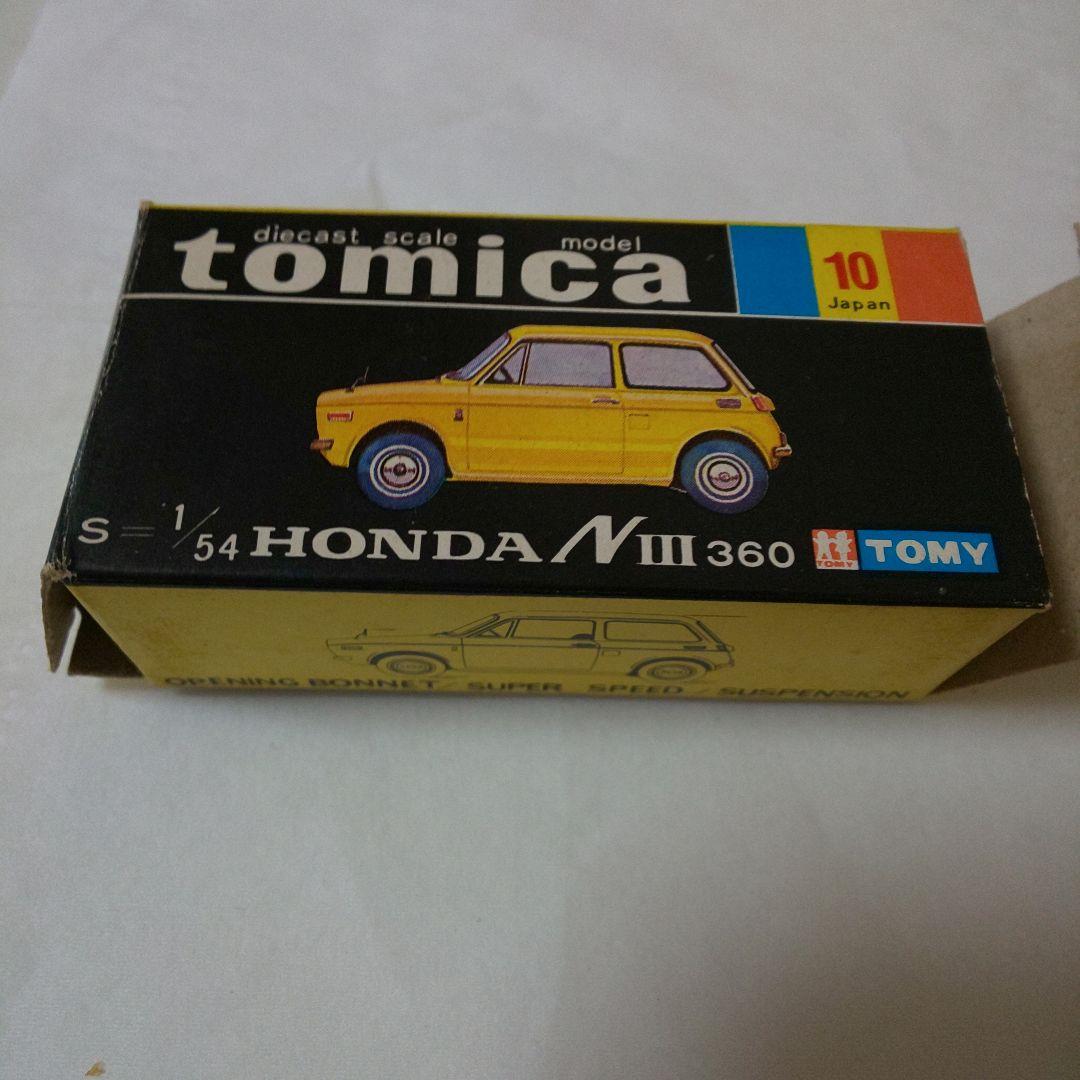 diecast scale model
tomica
10
Japan
S = 1/54 HONDA N III 360
TOMY
TOMY
OPENING BONNET / SUPER SPEED / SUSPENSION